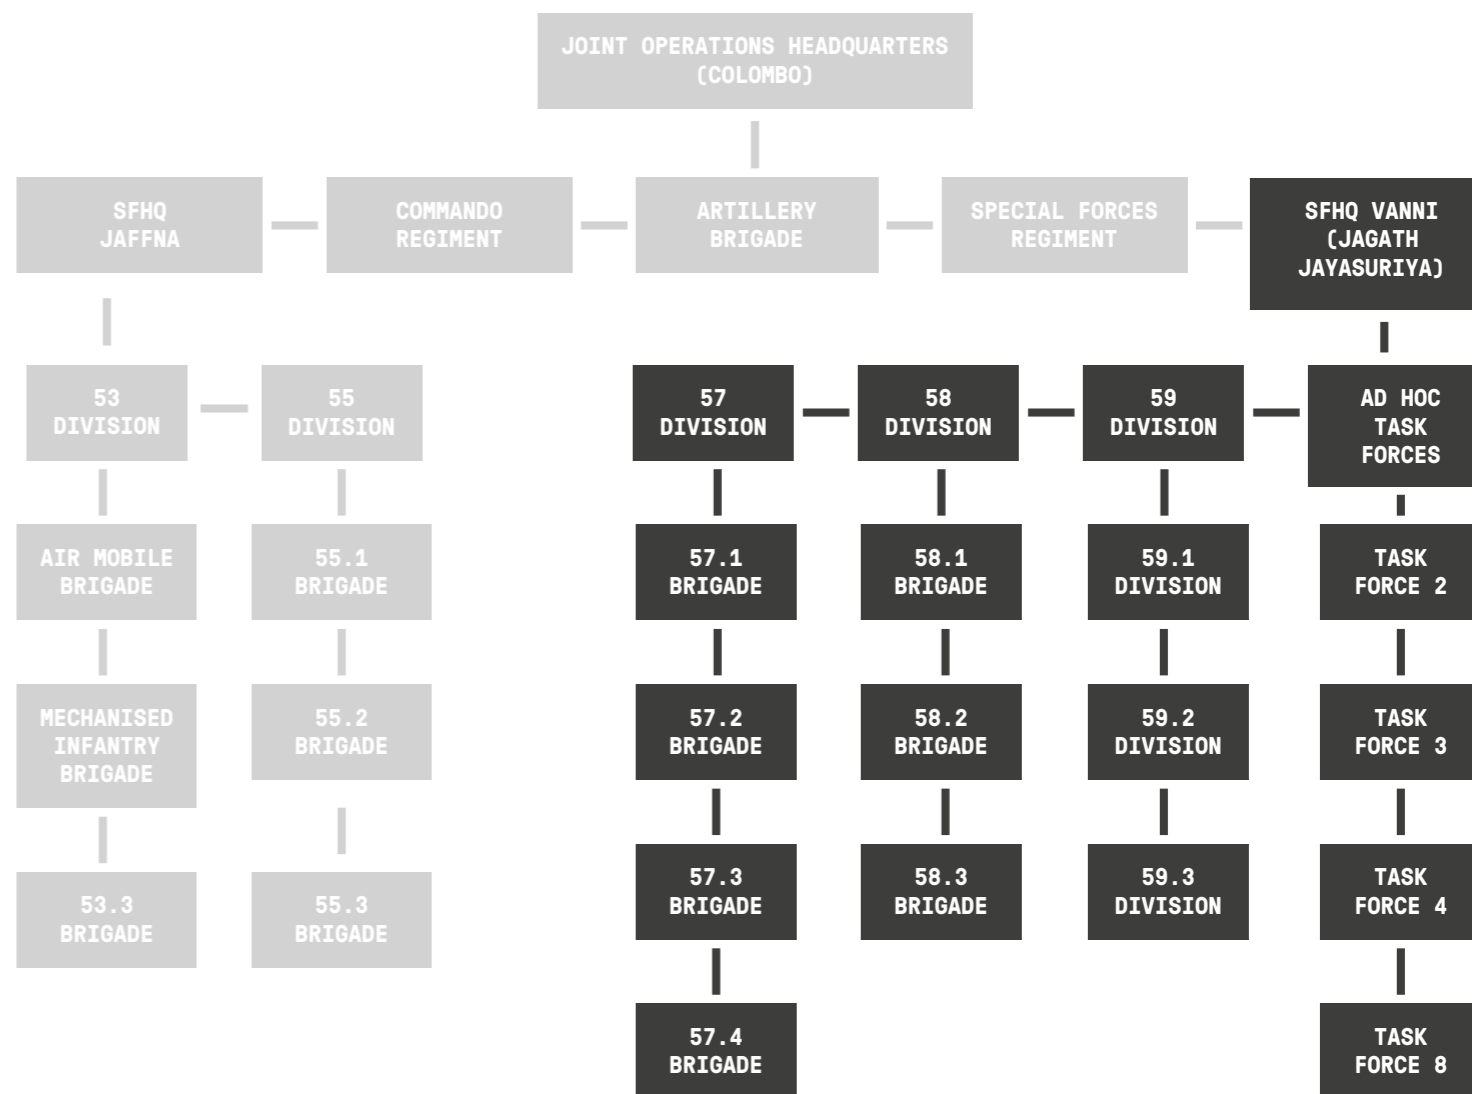 JOINT OPERATIONS HEADQUARTERS
(COLOMBO)
SFHQ
JAFFNA
COMMANDO
REGIMENT
ARTILLERY
BRIGADE
SPECIAL FORCES
REGIMENT
SFHQ VANNI
(JAGATH
JAYASURIYA)
53
DIVISION
55
DIVISION
57
DIVISION
58
DIVISION
59
DIVISION
AD HOC
TASK
FORCES
AIR MOBILE
BRIGADE
55.1
BRIGADE
57.1
BRIGADE
58.1
BRIGADE
59.1
DIVISION
TASK
FORCE 2
MECHANISED
INFANTRY
BRIGADE
55.2
BRIGADE
57.2
BRIGADE
58.2
BRIGADE
59.2
DIVISION
TASK
FORCE 3
53.3
BRIGADE
55.3
BRIGADE
57.3
BRIGADE
58.3
BRIGADE
59.3
DIVISION
TASK
FORCE 4
57.4
BRIGADE
TASK
FORCE 8